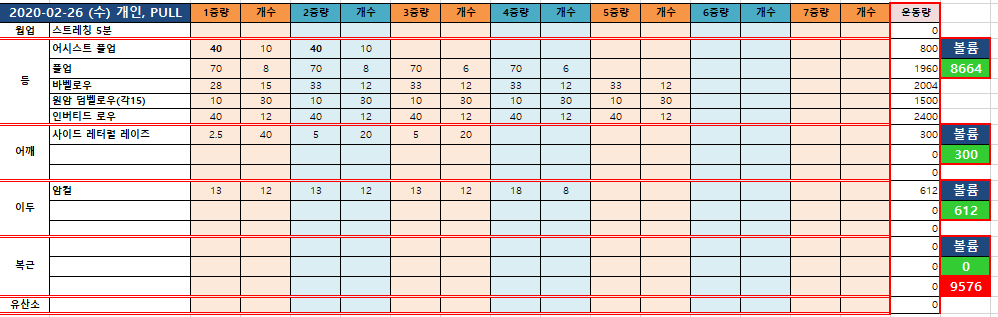 2020-02-26 (수) 개인, PULL 1중량 개수 2중량 개수 3중량 개수 4중량 개수 5중량 개수 6중량 개수 7중량 개수 운동량
웜업 스트레칭 5분 0
등 어시스트 풀업 40 10 40 10 800 볼륨
풀업 70 8 70 8 70 6 70 6 1960 8664
바벨로우 28 15 33 12 33 12 33 12 33 12 2004
원암 덤벨로우(각15) 10 30 10 30 10 30 10 30 10 30 1500
인버티드 로우 40 12 40 12 40 12 40 12 40 12 2400
어깨 사이드 레터럴 레이즈 2.5 40 5 20 5 20 300 볼륨
0 300
0
이두 암컬 13 12 13 12 13 12 18 8 612 볼륨
0 612
0
복근 0 볼륨
0 0
0 9576
유산소 0